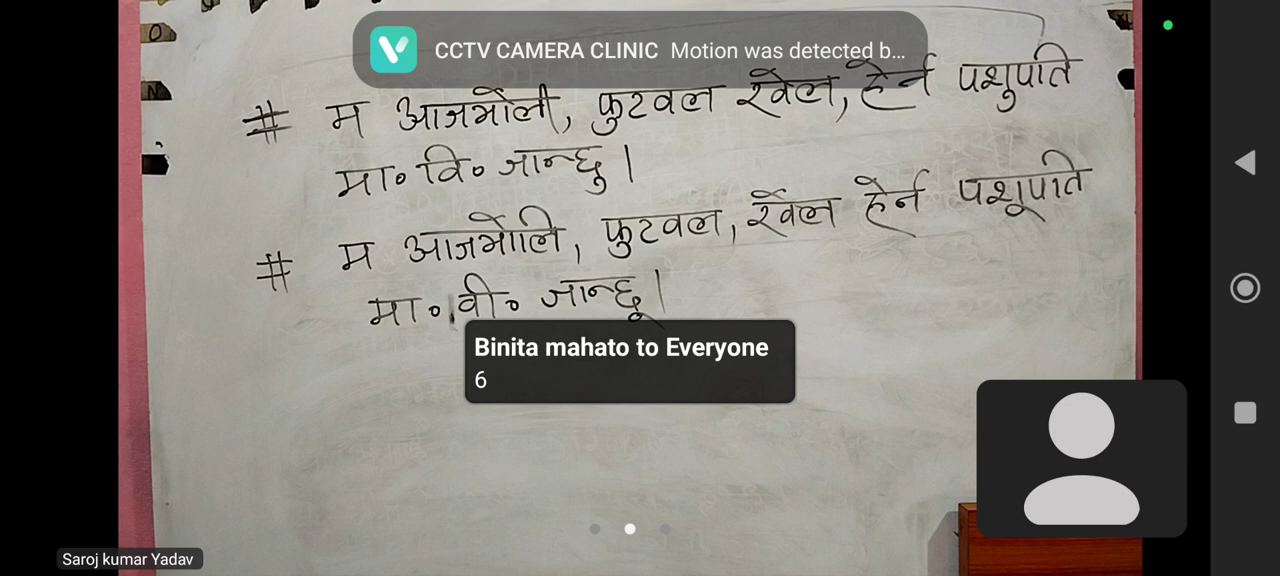 CCTV CAMERA CLINIC Motion was detected b...
# म आजभोली, फुटवल खेल, हेर्न पशुपति
मा० वि० जान्छु।
# म आजभोलि, फुटवल, खेल हेर्न पशूपति
मा० वी० जान्छू।
Binita mahato to Everyone
6
Saroj kumar Yadav